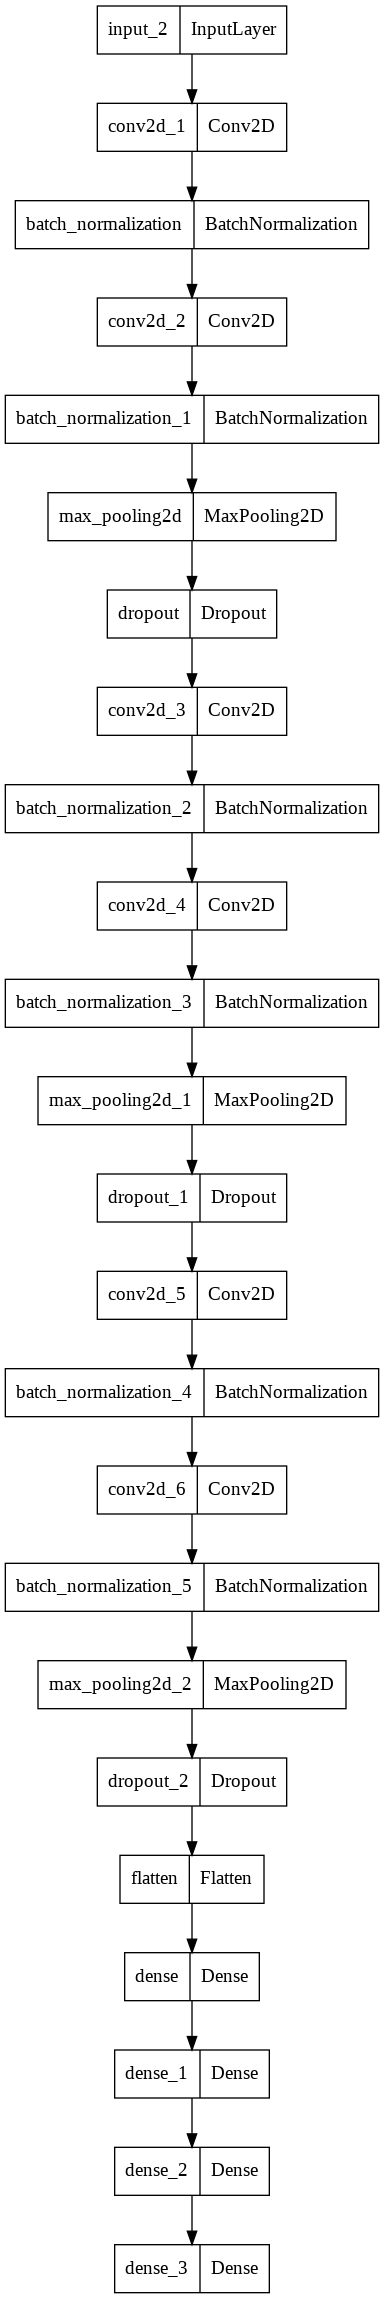 input_2 InputLayer
conv2d_1 Conv2D
batch_normalization BatchNormalization
conv2d_2 Conv2D
batch_normalization_1 BatchNormalization
max_pooling2d MaxPooling2D
dropout Dropout
conv2d_3 Conv2D
batch_normalization_2 BatchNormalization
conv2d_4 Conv2D
batch_normalization_3 BatchNormalization
max_pooling2d_1 MaxPooling2D
dropout_1 Dropout
conv2d_5 Conv2D
batch_normalization_4 BatchNormalization
conv2d_6 Conv2D
batch_normalization_5 BatchNormalization
max_pooling2d_2 MaxPooling2D
dropout_2 Dropout
flatten Flatten
dense Dense
dense_1 Dense
dense_2 Dense
dense_3 Dense